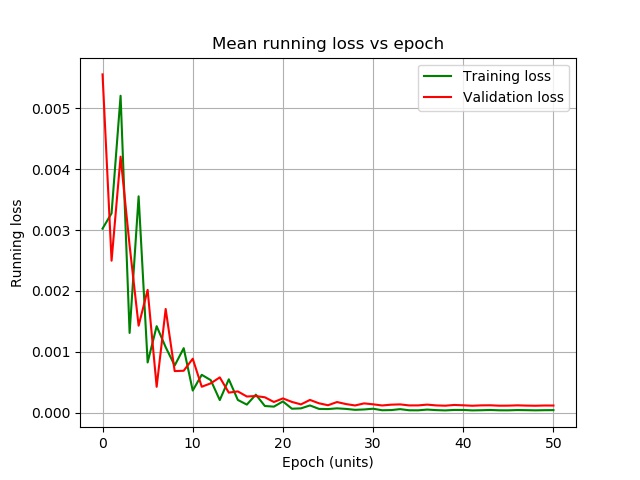 Mean running loss vs epoch
Training loss
Validation loss
0.005
0.004
0.003
0.002
0.001
0.000
Running loss
0 10 20 30 40 50
Epoch (units)